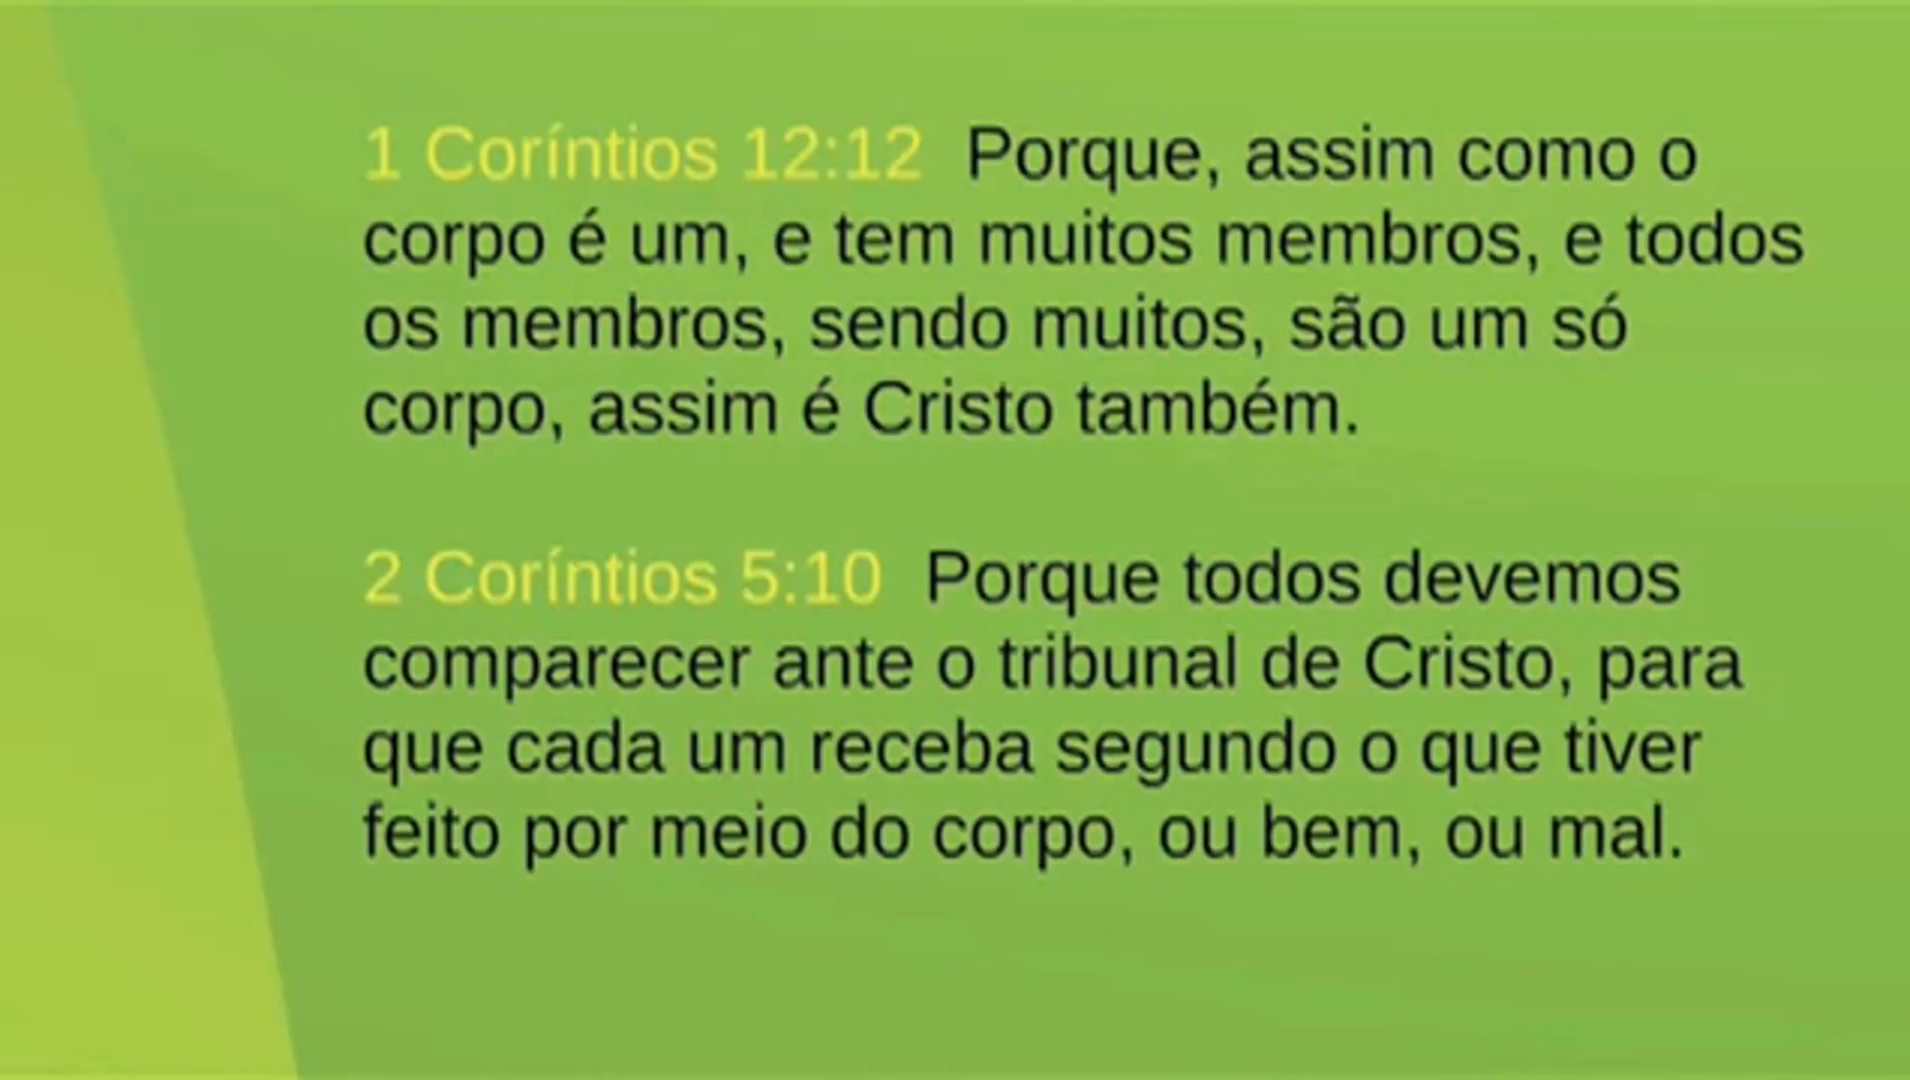 1 Coríntios 12:12  Porque, assim como o
corpo é um, e tem muitos membros, e todos
os membros, sendo muitos, são um só
corpo, assim é Cristo também.
2 Coríntios 5:10  Porque todos devemos
comparecer ante o tribunal de Cristo, para
que cada um receba segundo o que tiver
feito por meio do corpo, ou bem, ou mal.